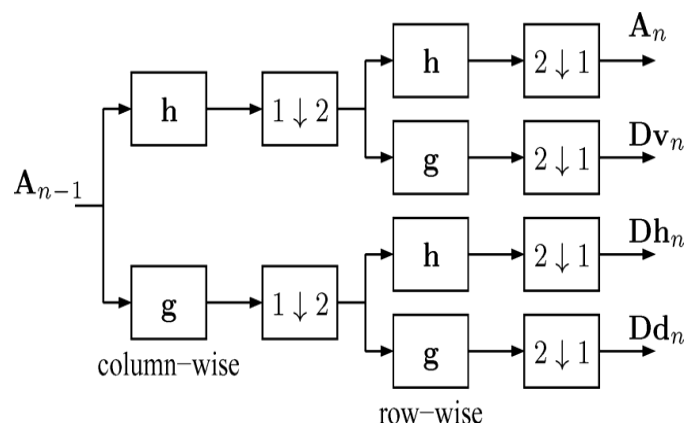 A_n
h 2 ↓ 1
h 1 ↓ 2
Dv_n
g 2 ↓ 1
A_{n−1}
Dh_n
h 2 ↓ 1
g 1 ↓ 2
Dd_n
g 2 ↓ 1
column−wise
row−wise